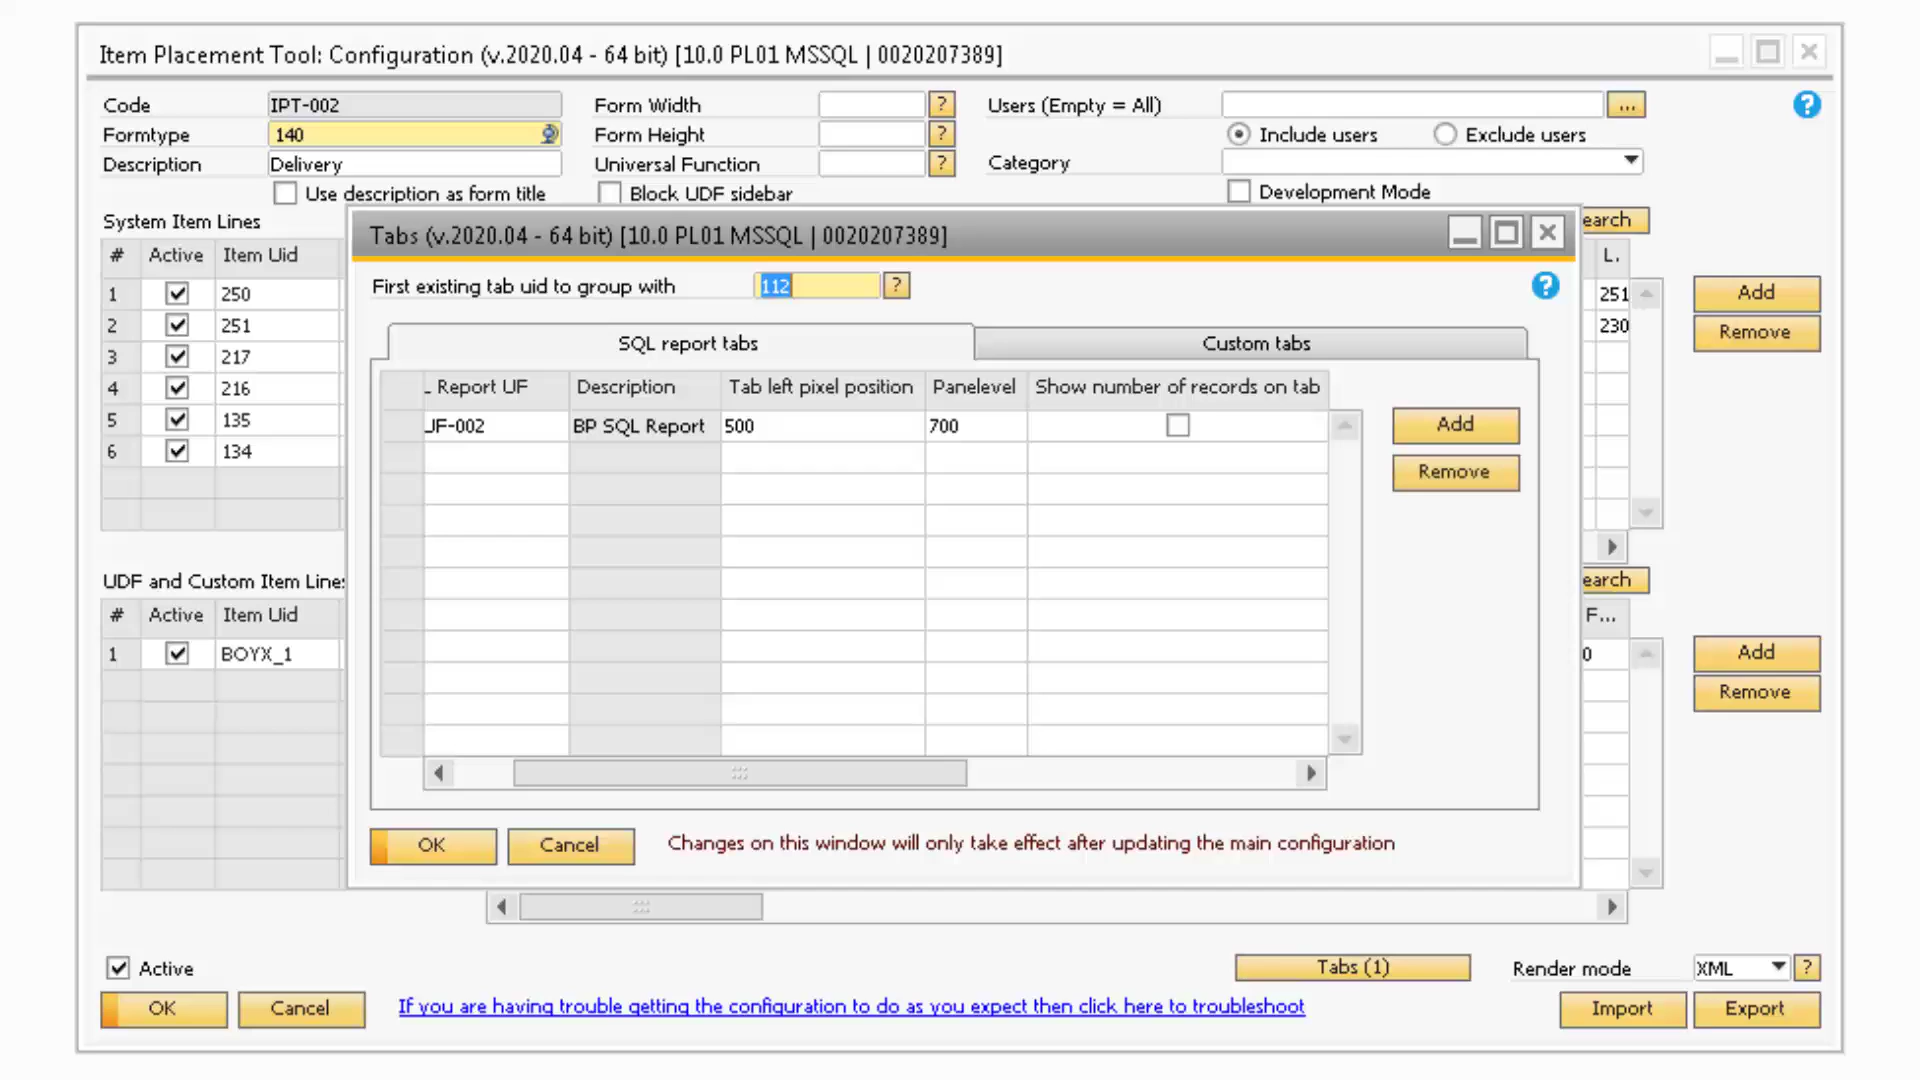 Item Placement Tool: Configuration (v.2020.04 - 64 bit) [10.0 PL01 MSSQL | 0020207389]
Code IPT-002 Form Width ? Users (Empty = All) ... ?
Formtype 140 Form Height ? Include users Exclude users
Description Delivery Universal Function ? Category
Use description as form title Block UDF sidebar Development Mode
System Item Lines earch
# Active Item Uid L.
1 250 251
2 251 230
3 217
4 216
5 135
6 134
Add
Remove
Tabs (v.2020.04 - 64 bit) [10.0 PL01 MSSQL | 0020207389]
First existing tab uid to group with 112 ? ?
SQL report tabs Custom tabs
Report UF Description Tab left pixel position Panelevel Show number of records on tab
UF-002 BP SQL Report 500 700
Add
Remove
OK Cancel Changes on this window will only take effect after updating the main configuration
UDF and Custom Item Lines earch
# Active Item Uid F...
1 BOYX_1 0
Add
Remove
Active Tabs (1) Render mode XML ?
OK Cancel If you are having trouble getting the configuration to do as you expect then click here to troubleshoot Import Export